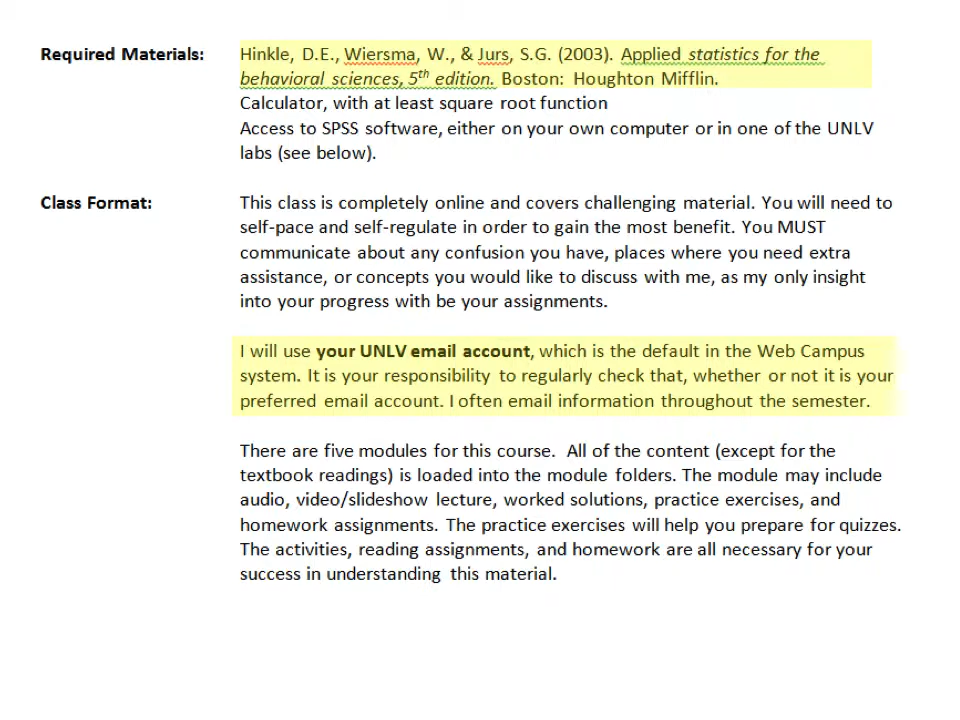 Required Materials: Hinkle, D.E., Wiersma, W., & Jurs, S.G. (2003). Applied statistics for the
behavioral sciences, 5th edition. Boston: Houghton Mifflin.
Calculator, with at least square root function
Access to SPSS software, either on your own computer or in one of the UNLV
labs (see below).
Class Format: This class is completely online and covers challenging material. You will need to
self-pace and self-regulate in order to gain the most benefit. You MUST
communicate about any confusion you have, places where you need extra
assistance, or concepts you would like to discuss with me, as my only insight
into your progress with be your assignments.
I will use your UNLV email account, which is the default in the Web Campus
system. It is your responsibility to regularly check that, whether or not it is your
preferred email account. I often email information throughout the semester.
There are five modules for this course. All of the content (except for the
textbook readings) is loaded into the module folders. The module may include
audio, video/slideshow lecture, worked solutions, practice exercises, and
homework assignments. The practice exercises will help you prepare for quizzes.
The activities, reading assignments, and homework are all necessary for your
success in understanding this material.